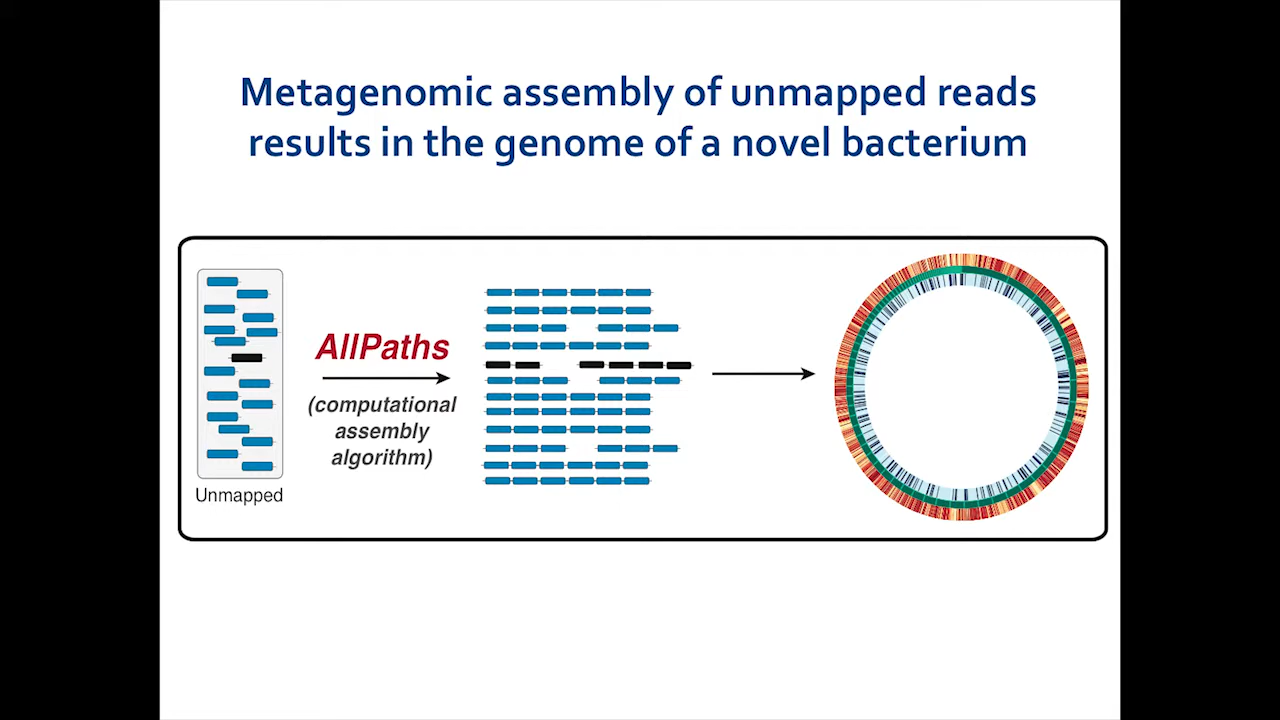 Metagenomic assembly of unmapped reads
results in the genome of a novel bacterium
AllPaths
(computational
assembly
algorithm)
Unmapped